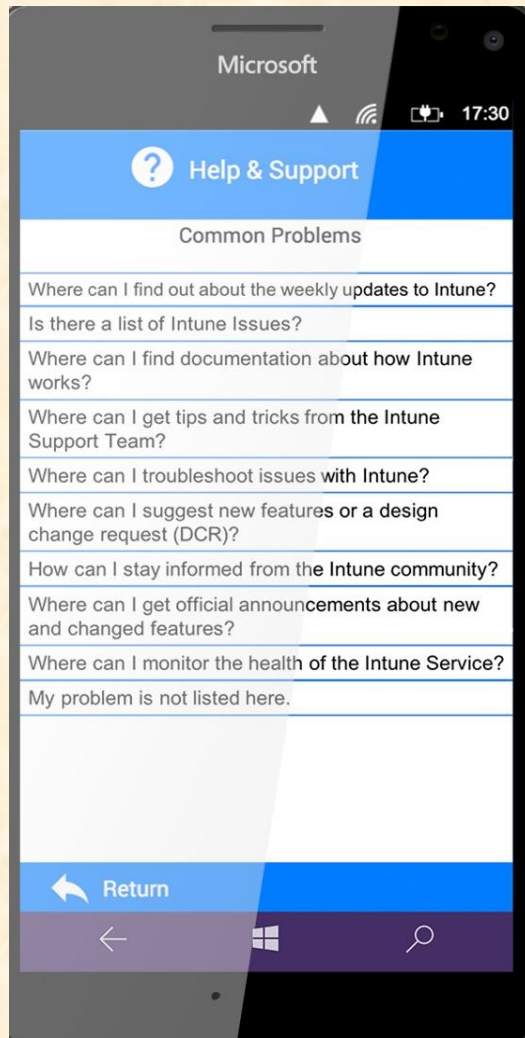 Microsoft
17:30
Help & Support
Common Problems
Where can I find out about the weekly updates to Intune?
Is there a list of Intune Issues?
Where can I find documentation about how Intune
works?
Where can I get tips and tricks from the Intune
Support Team?
Where can I troubleshoot issues with Intune?
Where can I suggest new features or a design
change request (DCR)?
How can I stay informed from the Intune community?
Where can I get official announcements about new
and changed features?
Where can I monitor the health of the Intune Service?
My problem is not listed here.
Return